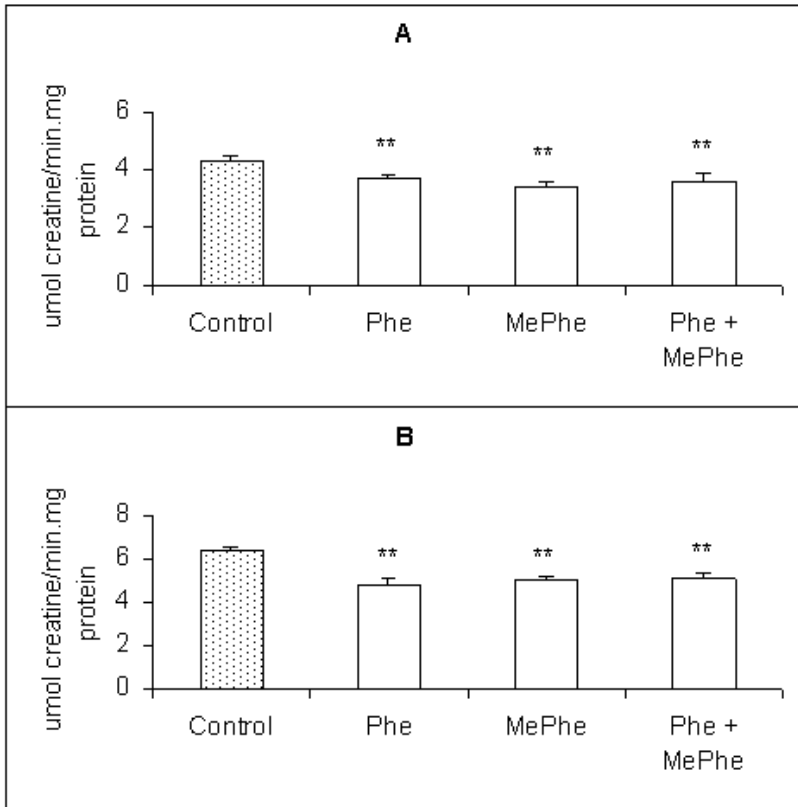 A
umol creatine/min.mg
protein
6
4
2
0
** ** **
Control Phe MePhe Phe +
MePhe
B
umol creatine/min.mg
protein
8
6
4
2
0
** ** **
Control Phe MePhe Phe +
MePhe